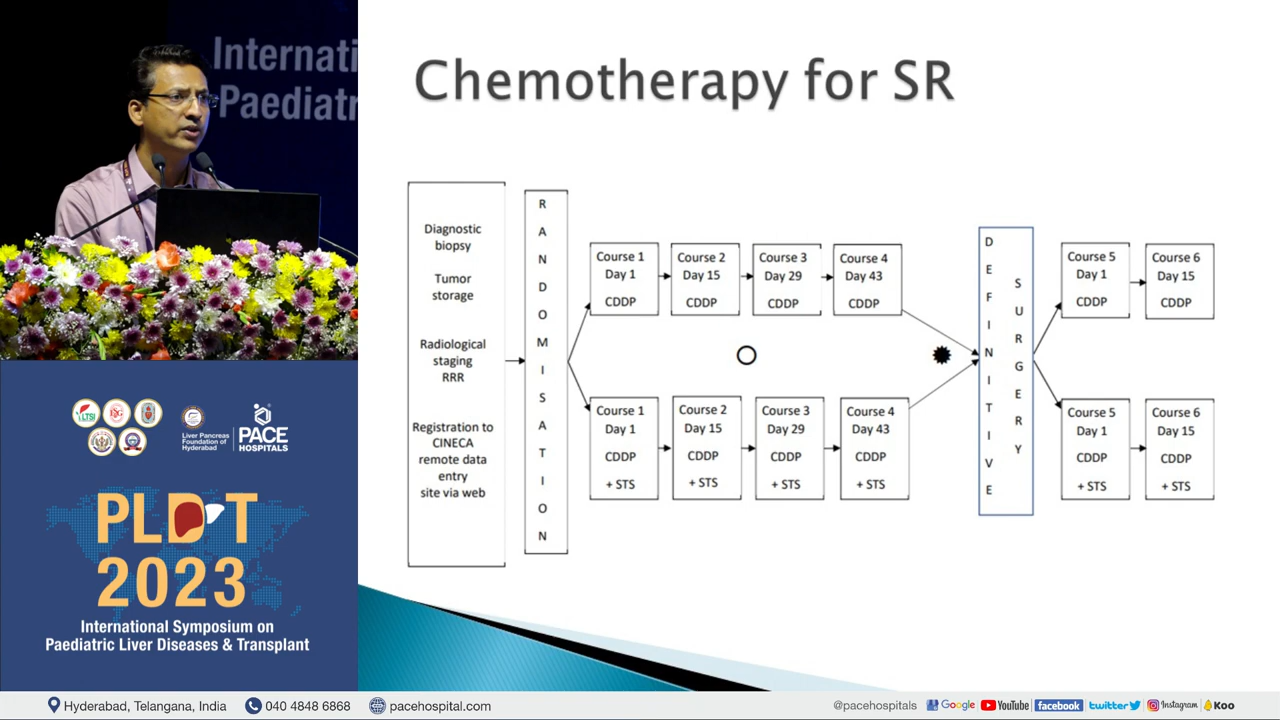 Internati
Paediatr
LTSI
Liver Pancreas
Foundation of
Hyderabad
PACE
HOSPITALS
PLDT
2023
International Symposium on
Paediatric Liver Diseases & Transplant
Chemotherapy for SR
Diagnostic
biopsy
Tumor
storage
Radiological
staging
RRR
Registration to
CINECA
remote data
entry
site via web
RANDOMISATION
Course 1
Day 1
CDDP
Course 2
Day 15
CDDP
Course 3
Day 29
CDDP
Course 4
Day 43
CDDP
Course 1
Day 1
CDDP
+ STS
Course 2
Day 15
CDDP
+ STS
Course 3
Day 29
CDDP
+ STS
Course 4
Day 43
CDDP
+ STS
DEFINITIVE
SURGERY
Course 5
Day 1
CDDP
Course 6
Day 15
CDDP
Course 5
Day 1
CDDP
+ STS
Course 6
Day 15
CDDP
+ STS
Hyderabad, Telangana, India
040 4848 6868
pacehospital.com
@pacehospitals
Google
YouTube
facebook
twitter
Instagram
Koo